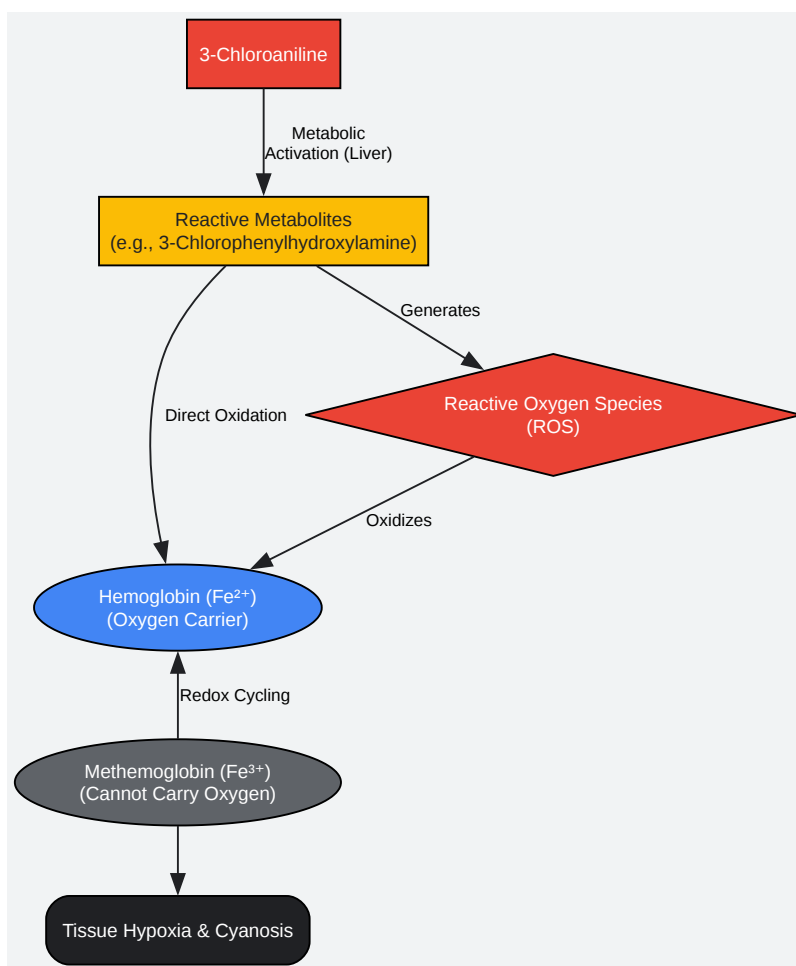 3-Chloroaniline
Metabolic
Activation (Liver)
Reactive Metabolites
(e.g., 3-Chlorophenylhydroxylamine)
Generates
Reactive Oxygen Species
(ROS)
Direct Oxidation
Oxidizes
Hemoglobin (Fe²⁺)
(Oxygen Carrier)
Redox Cycling
Methemoglobin (Fe³⁺)
(Cannot Carry Oxygen)
Tissue Hypoxia & Cyanosis